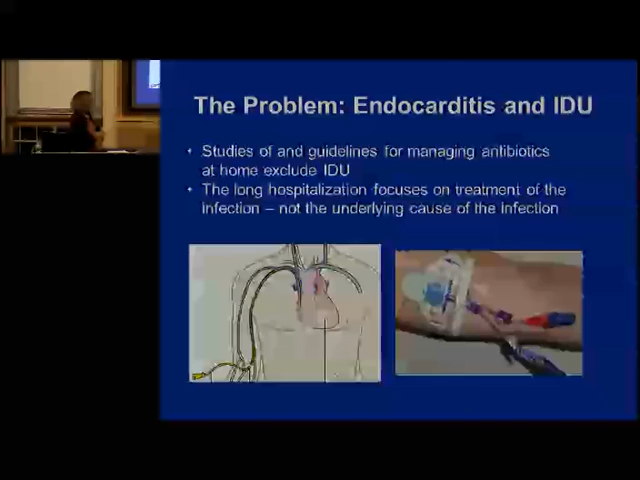 The Problem: Endocarditis and IDU
• Studies of and guidelines for managing antibiotics
at home exclude IDU
• The long hospitalization focuses on treatment of the
infection – not the underlying cause of the infection